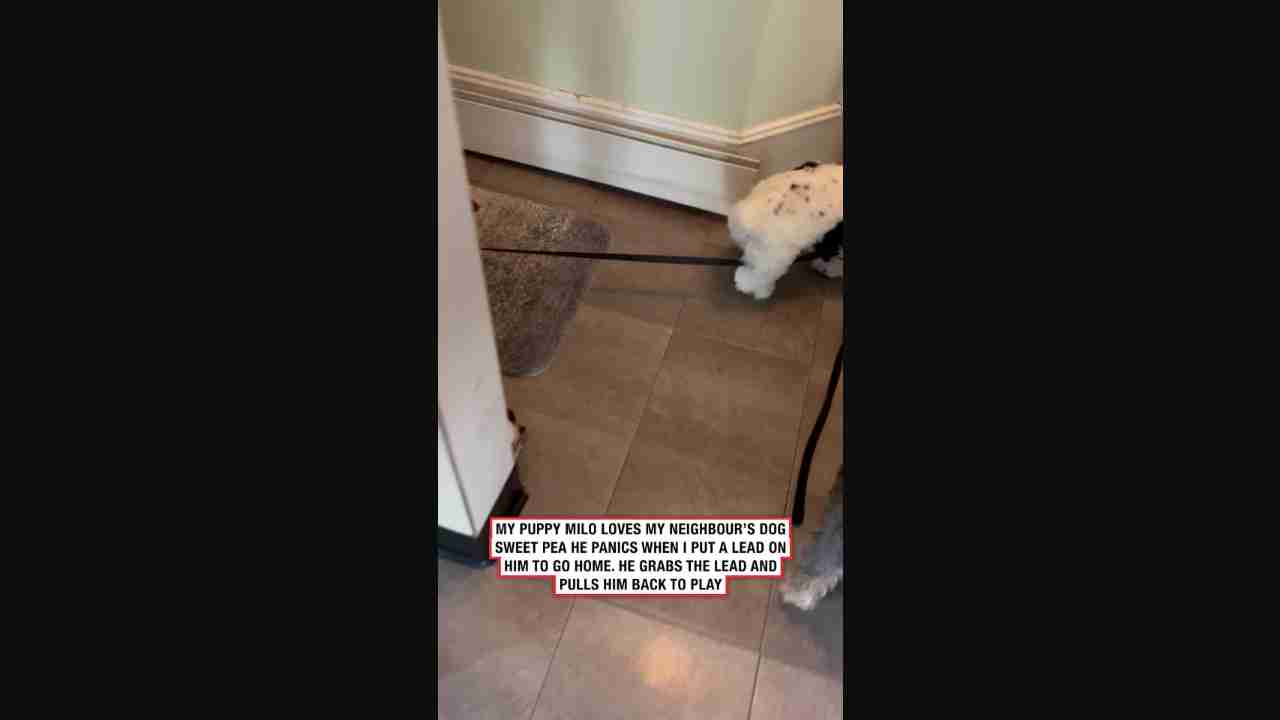 MY PUPPY MILO LOVES MY NEIGHBOUR'S DOG
SWEET PEA HE PANICS WHEN I PUT A LEAD ON
HIM TO GO HOME. HE GRABS THE LEAD AND
PULLS HIM BACK TO PLAY